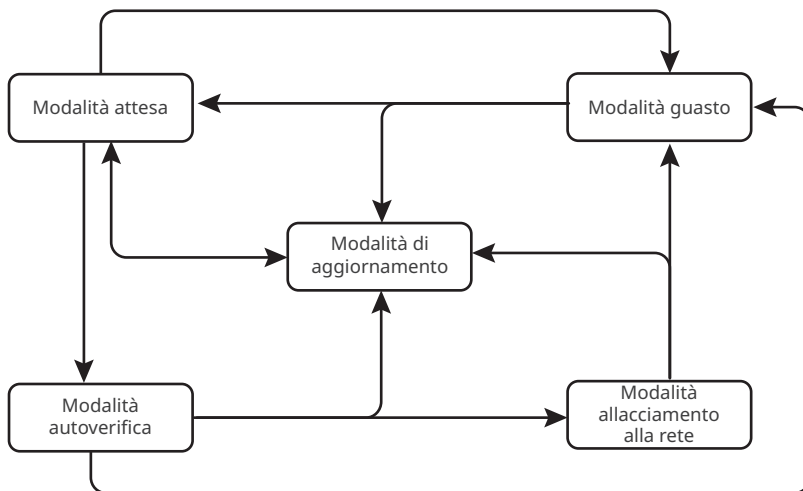 Modalità attesa
Modalità guasto
Modalità di
aggiornamento
Modalità
autoverifica
Modalità
allacciamento
alla rete